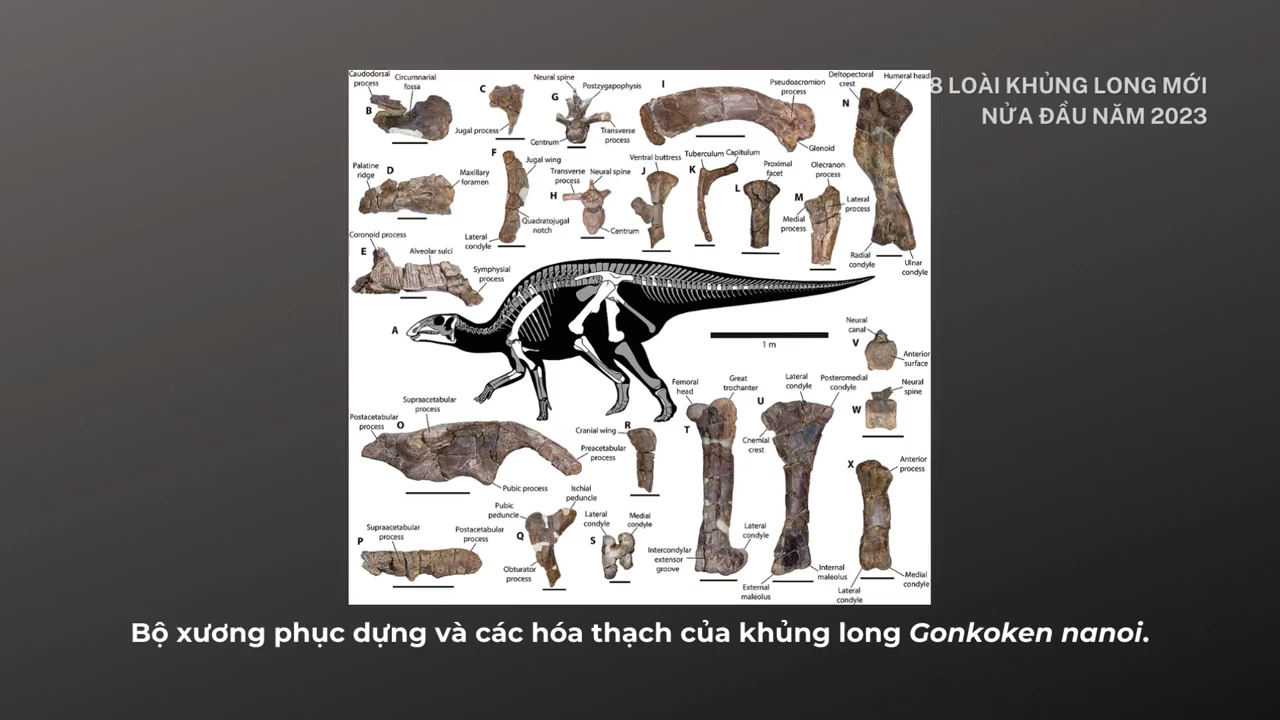 Caudodorsal process
Circumnarial fossa
B
C
Jugal process
Neural spine
Postzygapophysis
G
Centrum
Transverse process
I
Pseudoacromion process
Glenoid
Deltopectoral crest
Humeral head
N
8 LOÀI KHỦNG LONG MỚI
NỬA ĐẦU NĂM 2023
Palatine ridge
D
Maxillary foramen
F
Jugal wing
Quadratojugal notch
Lateral condyle
Transverse process
Neural spine
H
Centrum
Ventral buttress
J
Tuberculum
Capitulum
K
Proximal facet
L
Olecranon process
M
Lateral process
Medial process
Radial condyle
Ulnar condyle
Coronoid process
E
Alveolar sulci
Symphysial process
A
1 m
Neural canal
V
Anterior surface
Neural spine
W
Supraacetabular process
Postacetabular process
O
Preacetabular process
Pubic process
Cranial wing
R
Femoral head
Great trochanter
T
Lateral condyle
Intercondylar extensor groove
Lateral condyle
Posteromedial condyle
U
Cnemial crest
Internal maleolus
External maleolus
X
Anterior process
Medial condyle
Lateral condyle
Supraacetabular process
Postacetabular process
P
Pubic peduncle
Ischial peduncle
Q
Obturator process
Lateral condyle
Medial condyle
S
Bộ xương phục dựng và các hóa thạch của khủng long Gonkoken nanoi.